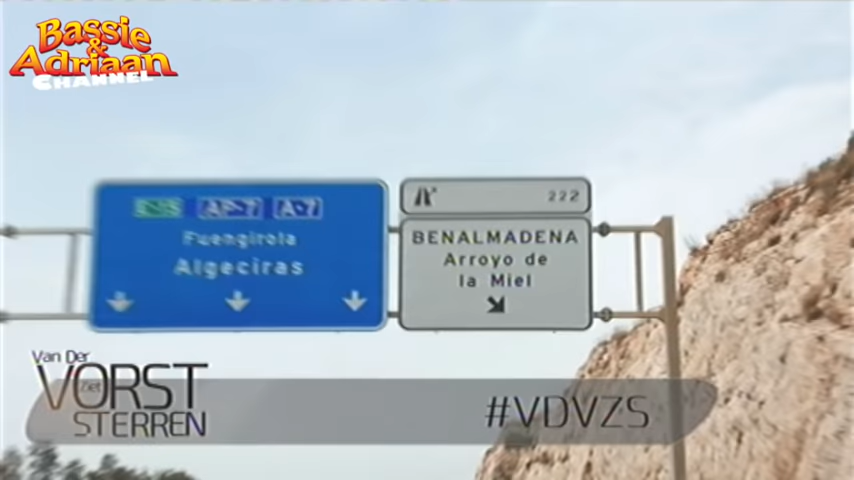 Bassie
&
Adriaan
CHANNEL
AP-7 A-7
Fuengirola
Algeciras
222
BENALMADENA
Arroyo de
la Miel
Van Der
VORST
Ziet
STERREN
#VDVZS